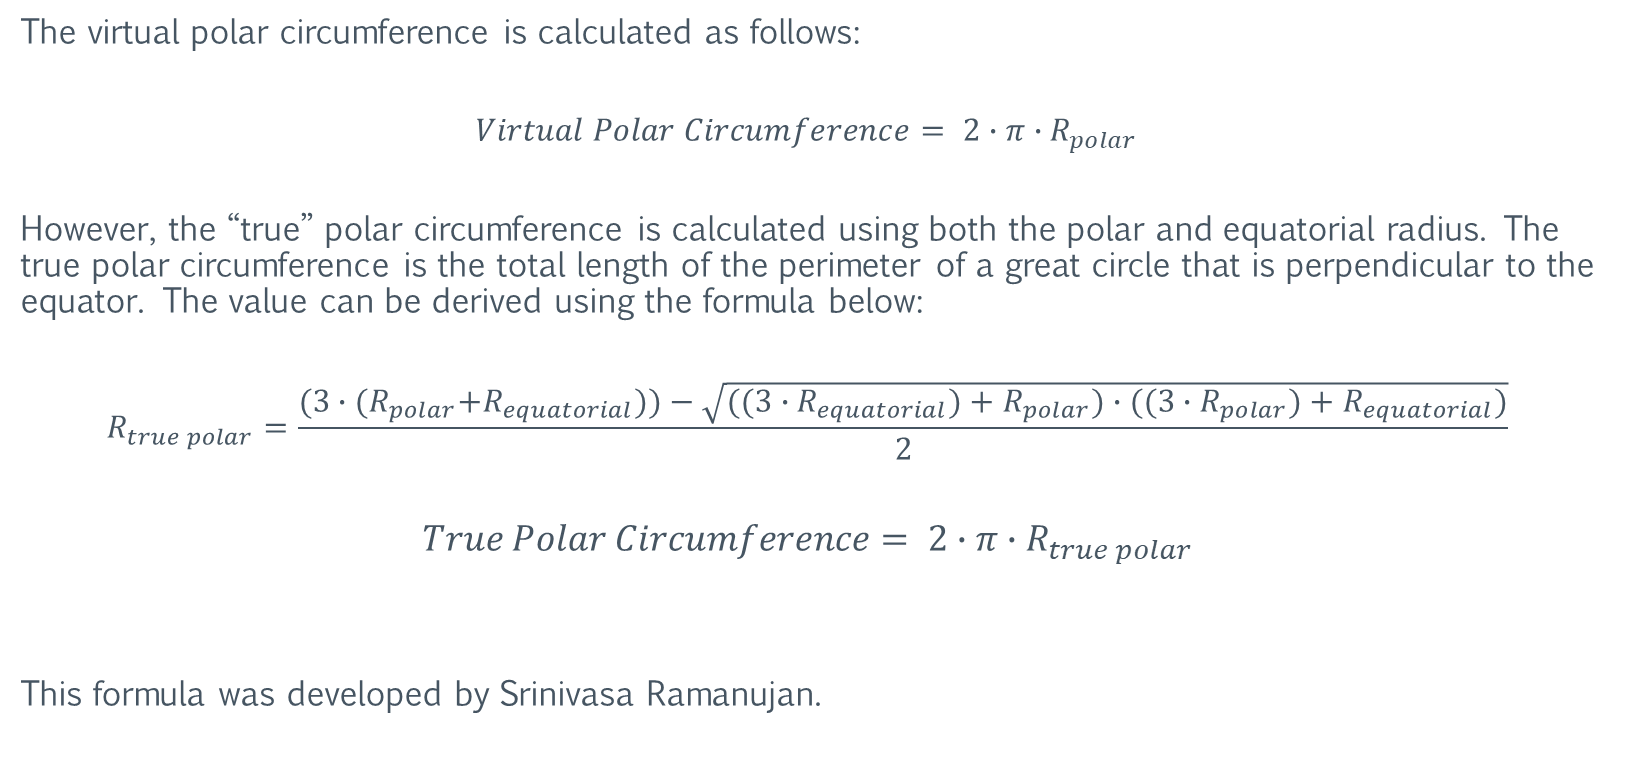 The virtual polar circumference is calculated as follows:
Virtual Polar Circumference = 2 · π · R_polar
However, the “true” polar circumference is calculated using both the polar and equatorial radius. The
true polar circumference is the total length of the perimeter of a great circle that is perpendicular to the
equator. The value can be derived using the formula below:
R_true polar = ((3 · (R_polar+R_equatorial)) − √(((3 · R_equatorial) + R_polar) · ((3 · R_polar) + R_equatorial)) / 2
True Polar Circumference = 2 · π · R_true polar
This formula was developed by Srinivasa Ramanujan.